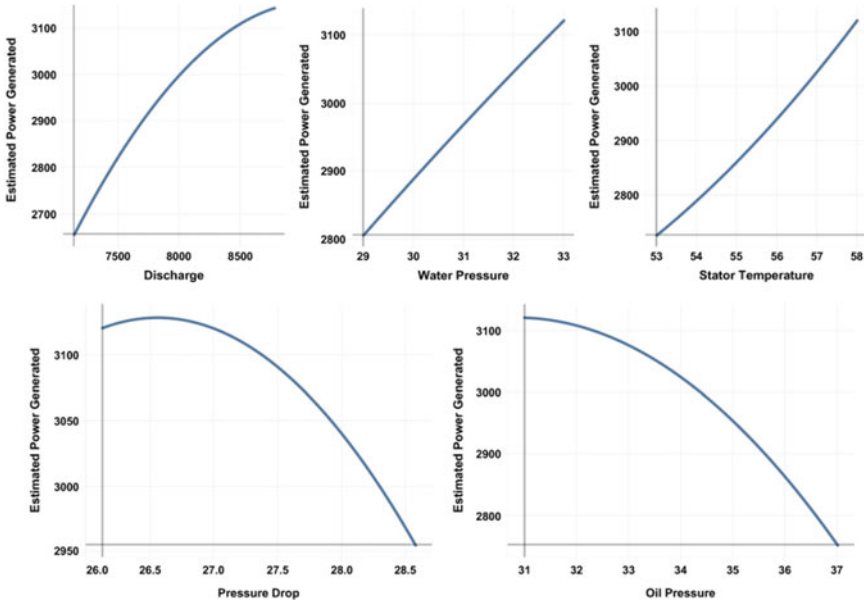 Estimated Power Generated
3100
3000
2900
2800
2700
7500 8000 8500
Discharge
Estimated Power Generated
3100
3000
2900
2800
29 30 31 32 33
Water Pressure
Estimated Power Generated
3100
3000
2900
2800
53 54 55 56 57 58
Stator Temperature
Estimated Power Generated
3100
3050
3000
2950
26.0 26.5 27.0 27.5 28.0 28.5
Pressure Drop
Estimated Power Generated
3100
3000
2900
2800
31 32 33 34 35 36 37
Oil Pressure